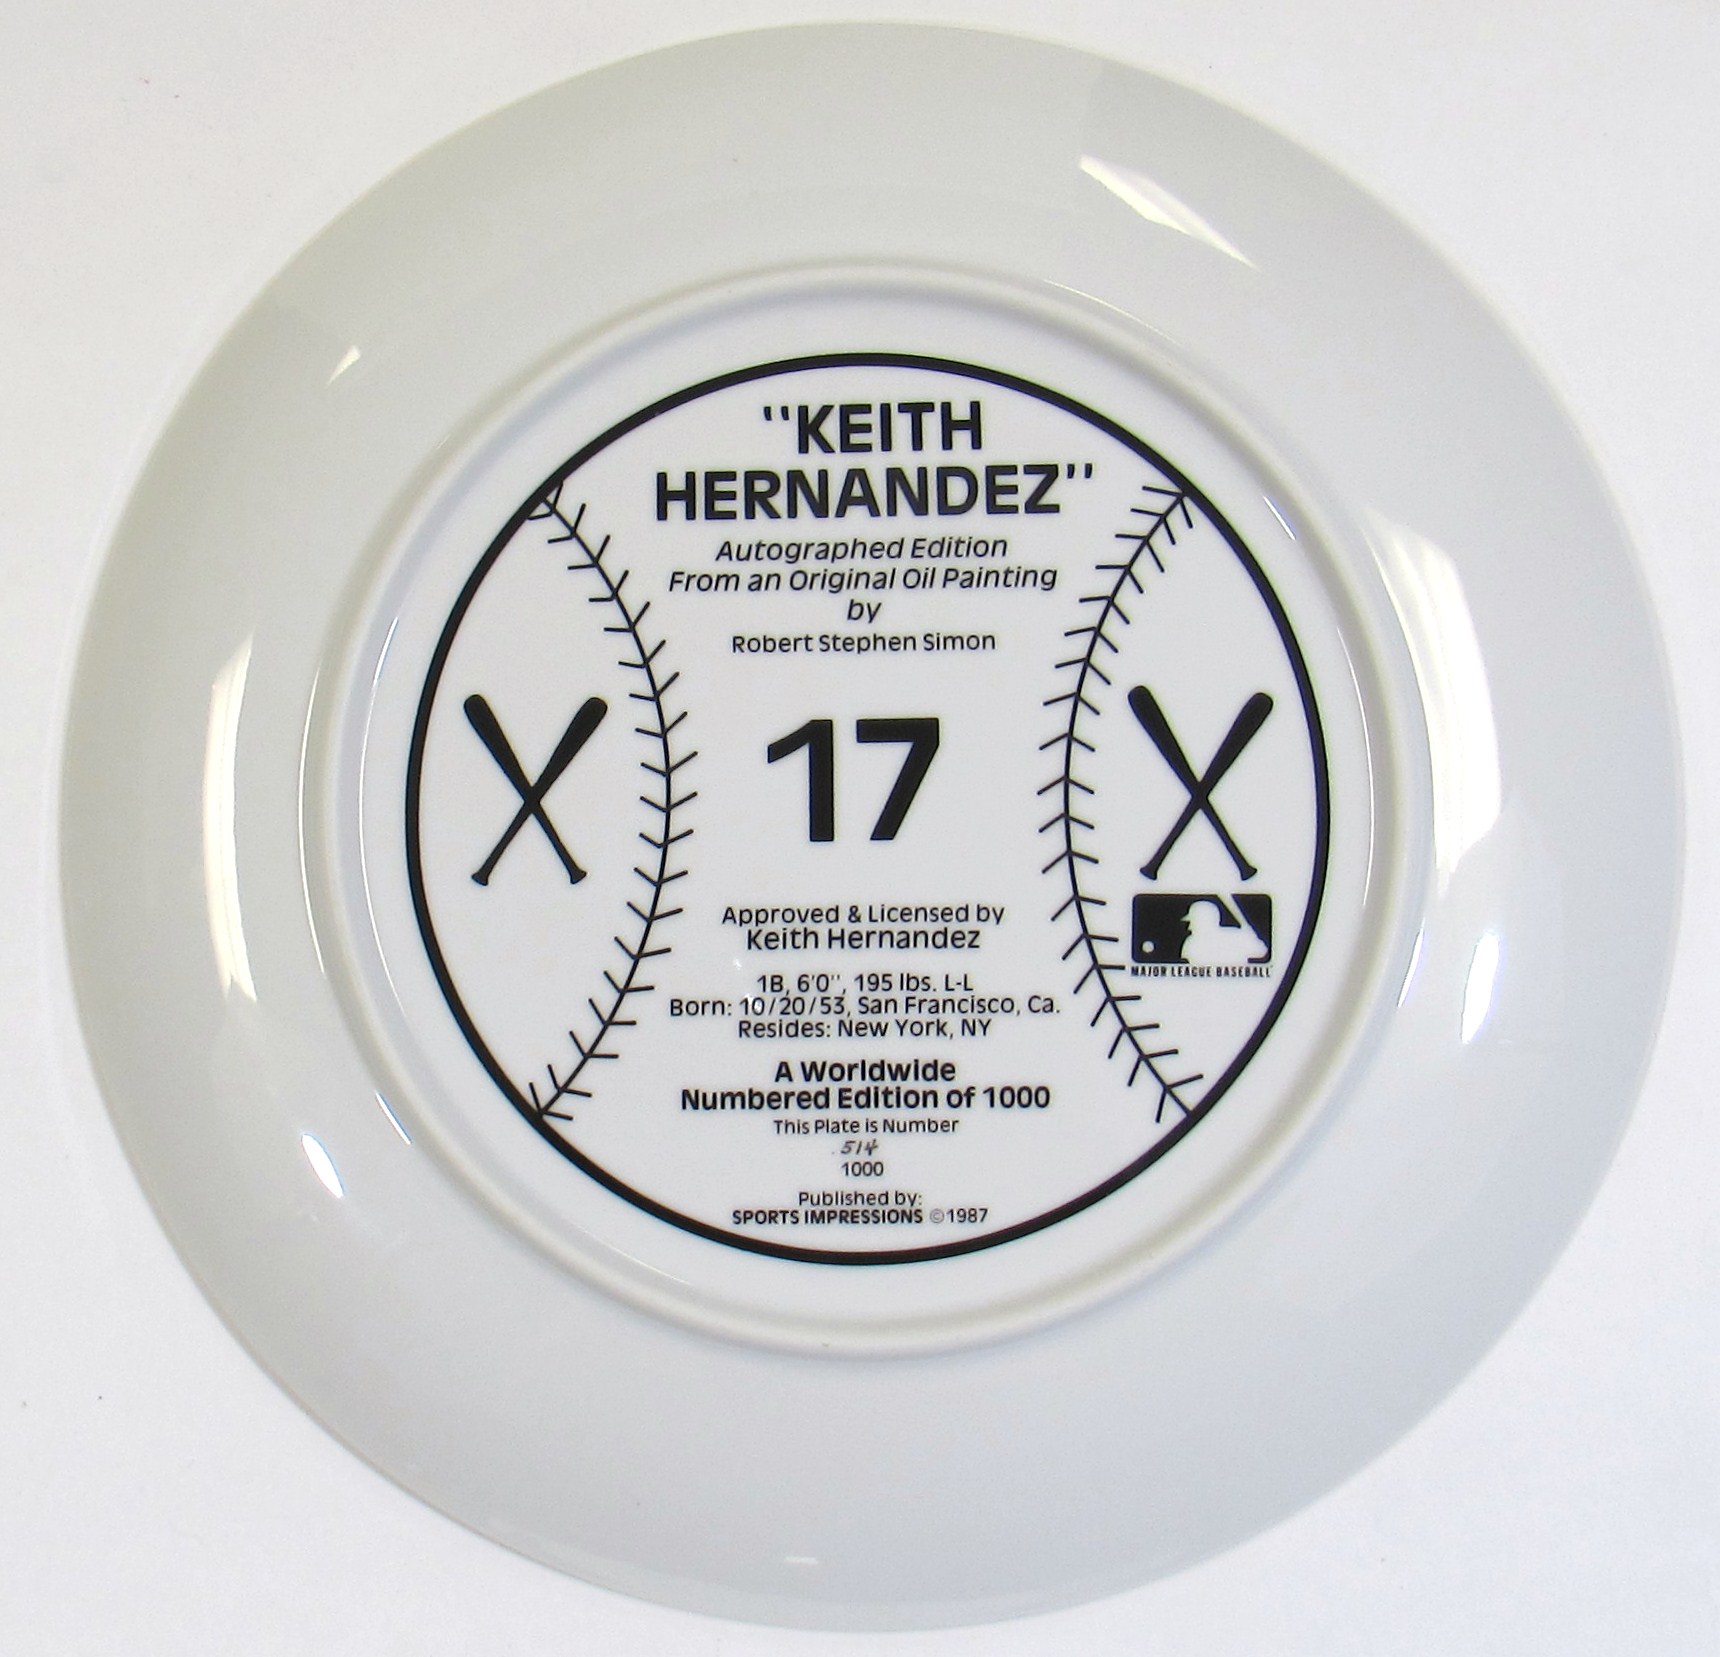 "KEITH
HERNANDEZ"
Autographed Edition
From an Original Oil Painting
by
Robert Stephen Simon
17
Approved & Licensed by
Keith Hernandez
MAJOR LEAGUE BASEBALL
1B, 6'0", 195 lbs. L-L
Born: 10/20/53, San Francisco, Ca.
Resides: New York, NY
A Worldwide
Numbered Edition of 1000
This Plate is Number
514
1000
Published by:
SPORTS IMPRESSIONS ©1987